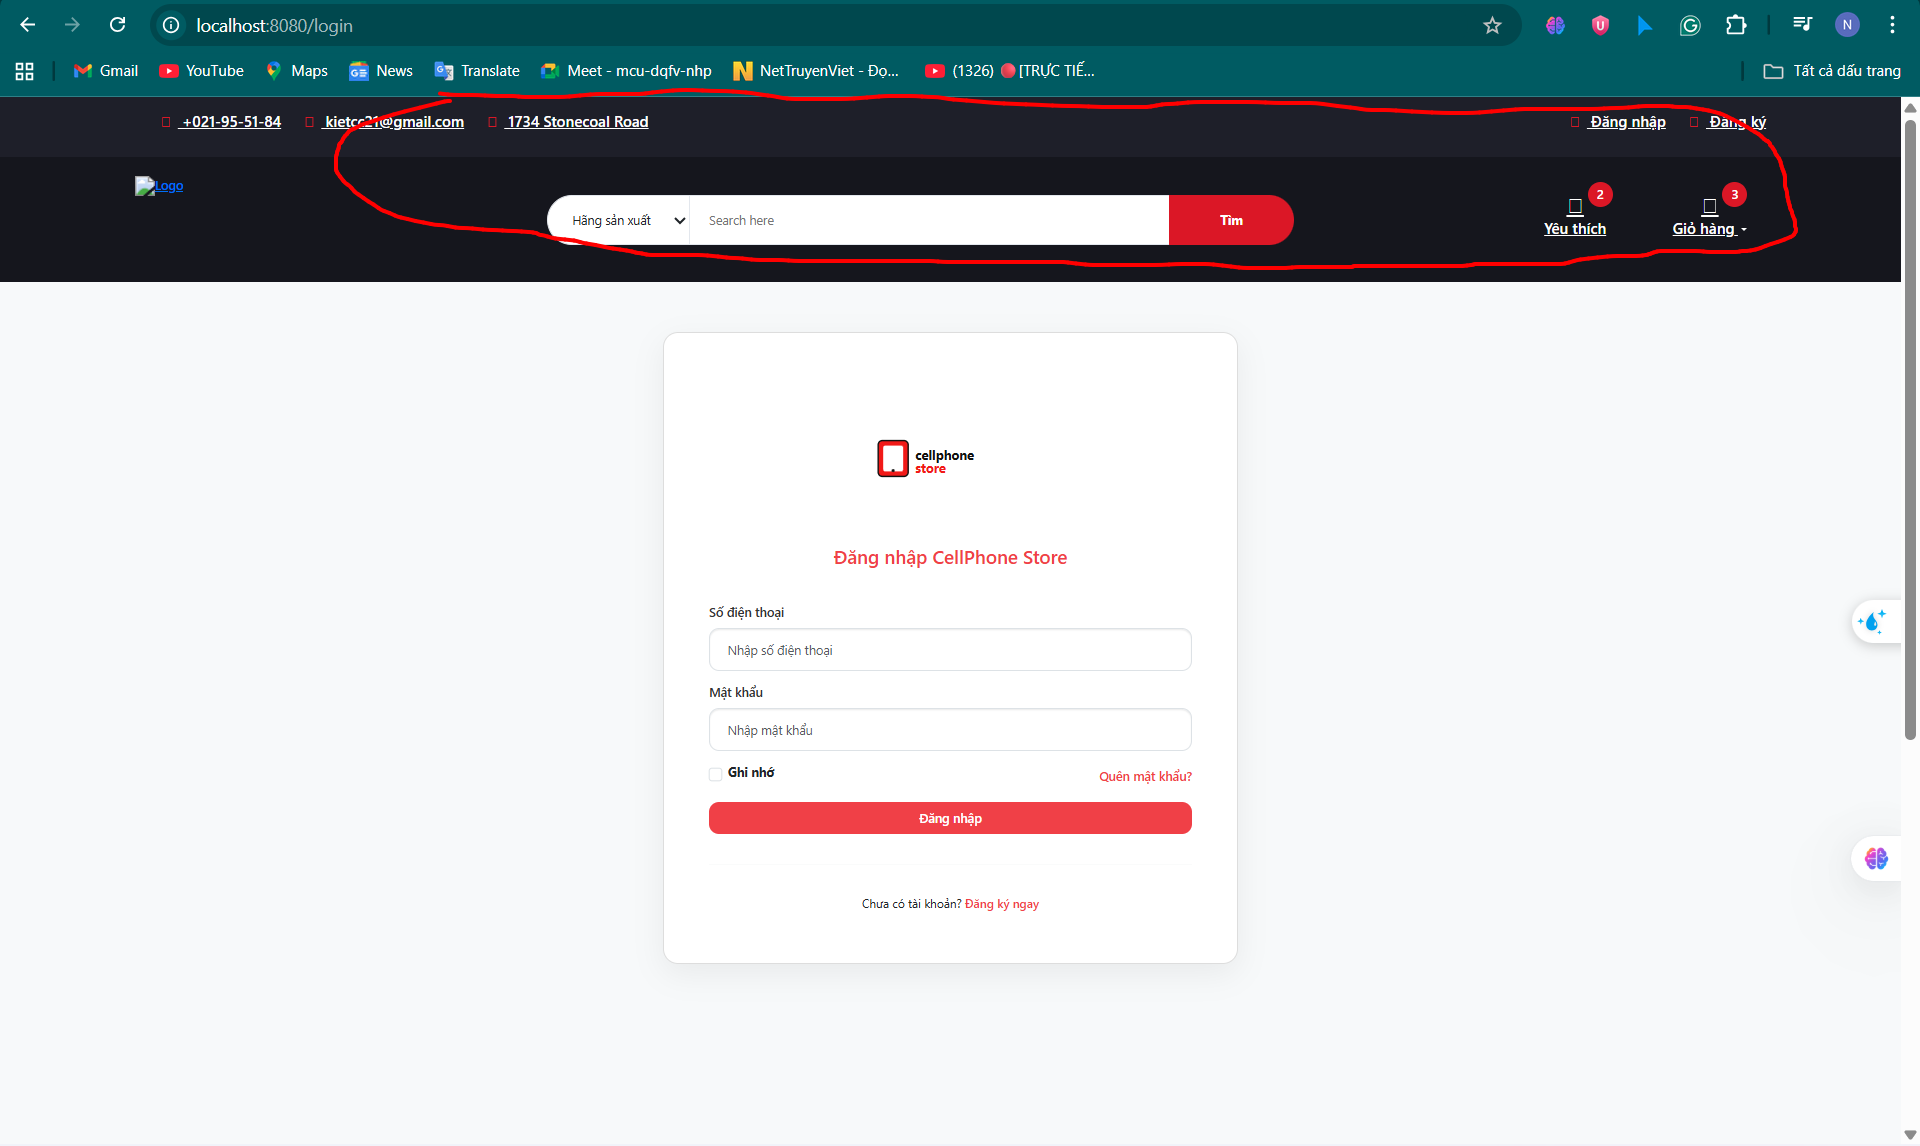 localhost:8080/login
N
Gmail YouTube Maps News Translate Meet - mcu-dqfv-nhp NetTruyenViet - Đọ... (1326) 🔴[TRỰC TIẾ... Tất cả dấu trang
+021-95-51-84 kietcc21@gmail.com 1734 Stonecoal Road Đăng nhập Đăng ký
Logo
Hãng sản xuất Search here Tìm
2 3
Yêu thích Giỏ hàng
cellphone
store
Đăng nhập CellPhone Store
Số điện thoại
Nhập số điện thoại
Mật khẩu
Nhập mật khẩu
Ghi nhớ Quên mật khẩu?
Đăng nhập
Chưa có tài khoản? Đăng ký ngay